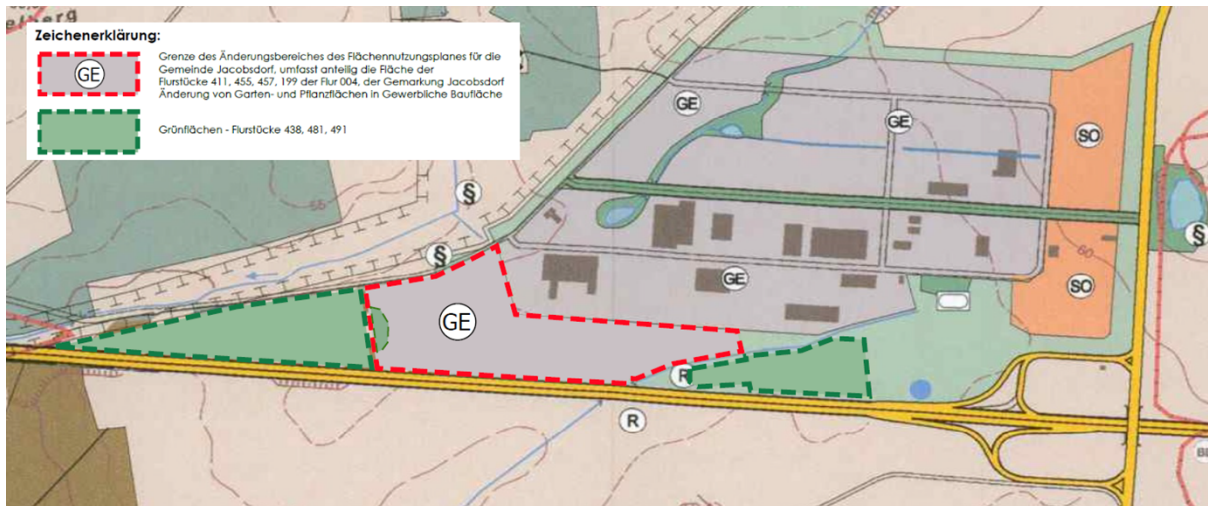 elberg
Zeichenerklärung:
GE
Grenze des Änderungsbereiches des Flächennutzungsplanes für die
Gemeinde Jacobsdorf, umfasst anteilig die Fläche der
Flurstücke 411, 455, 457, 199 der Flur 004, der Gemarkung Jacobsdorf
Änderung von Garten- und Pflanzflächen in Gewerbliche Baufläche
Grünflächen - Flurstücke 438, 481, 491
GE
GE
SO
55
§
§
§
60
GE
SO
GE
R
R